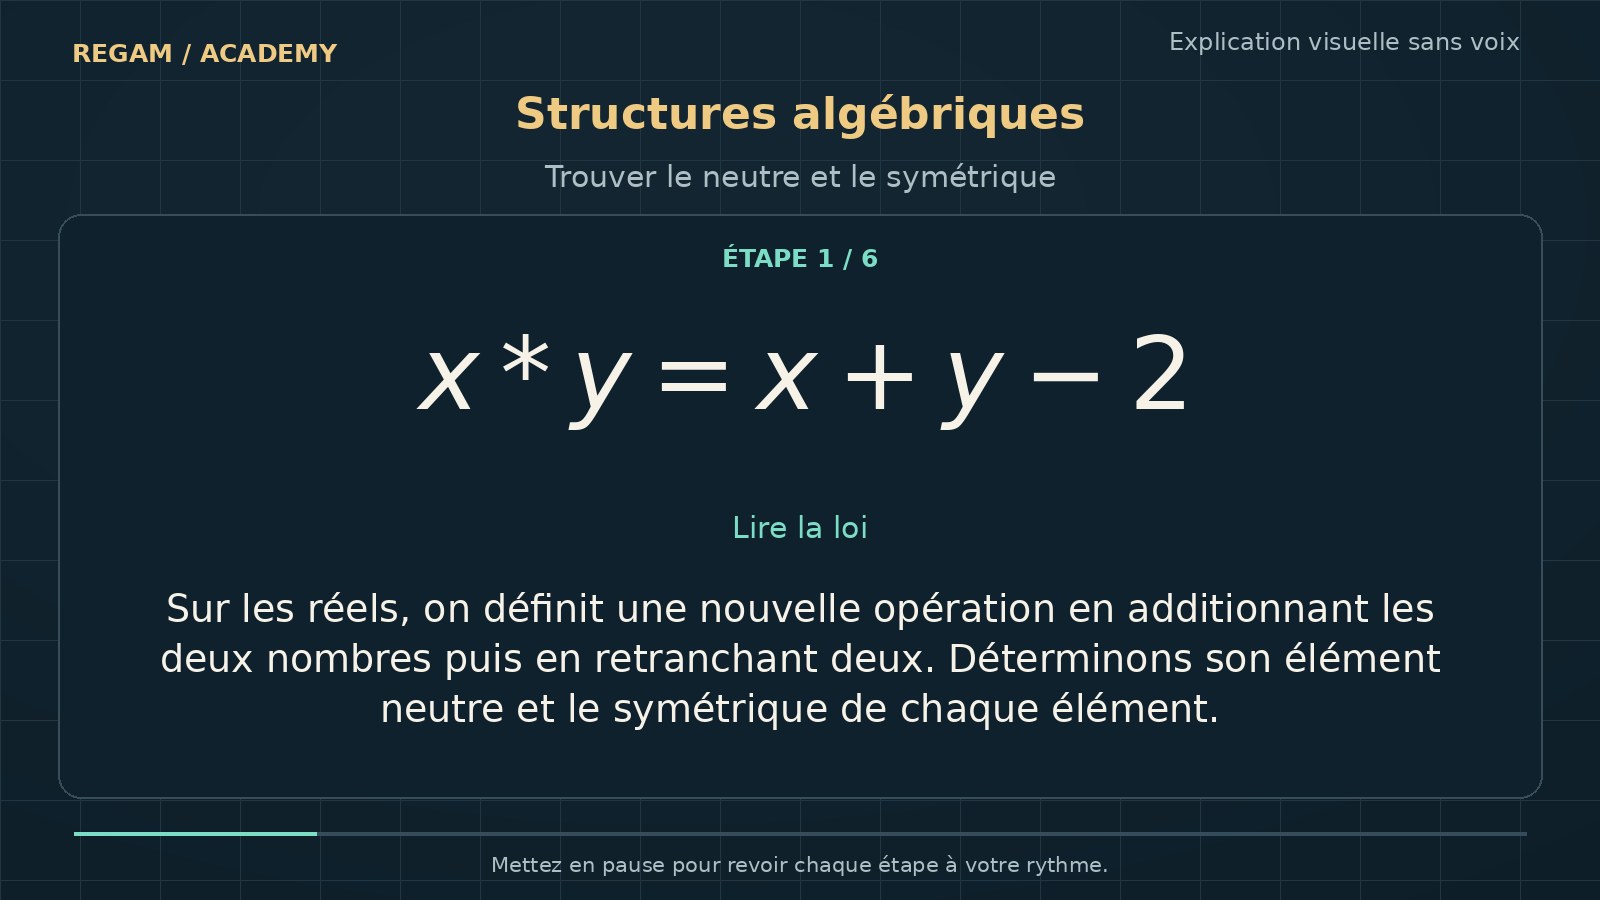 REGAM / ACADEMY
Explication visuelle sans voix
Structures algébriques
Trouver le neutre et le symétrique
ÉTAPE 1 / 6
x * y = x + y − 2
Lire la loi
Sur les réels, on définit une nouvelle opération en additionnant les
deux nombres puis en retranchant deux. Déterminons son élément
neutre et le symétrique de chaque élément.
Mettez en pause pour revoir chaque étape à votre rythme.